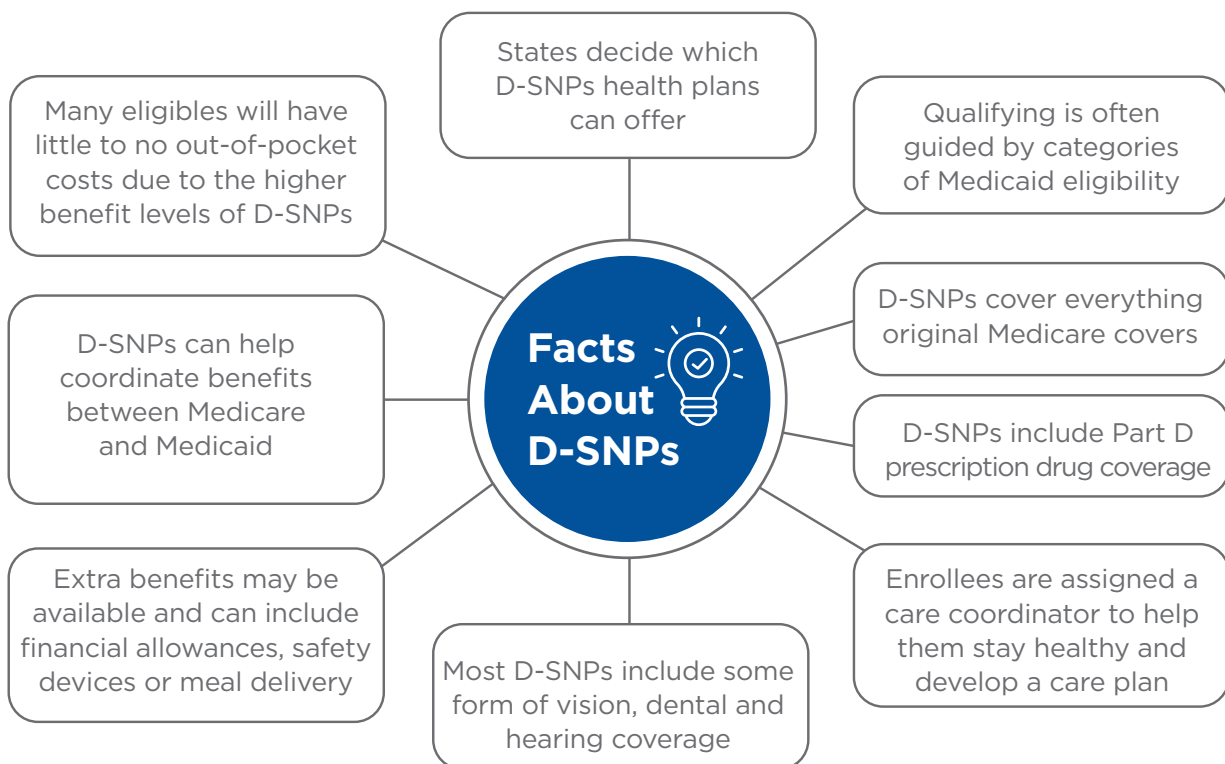 Facts
About
D-SNPs
States decide which
D-SNPs health plans
can offer
Qualifying is often
guided by categories
of Medicaid eligibility
D-SNPs cover everything
original Medicare covers
D-SNPs include Part D
prescription drug coverage
Enrollees are assigned a
care coordinator to help
them stay healthy and
develop a care plan
Most D-SNPs include some
form of vision, dental and
hearing coverage
Extra benefits may be
available and can include
financial allowances, safety
devices or meal delivery
D-SNPs can help
coordinate benefits
between Medicare
and Medicaid
Many eligibles will have
little to no out-of-pocket
costs due to the higher
benefit levels of D-SNPs